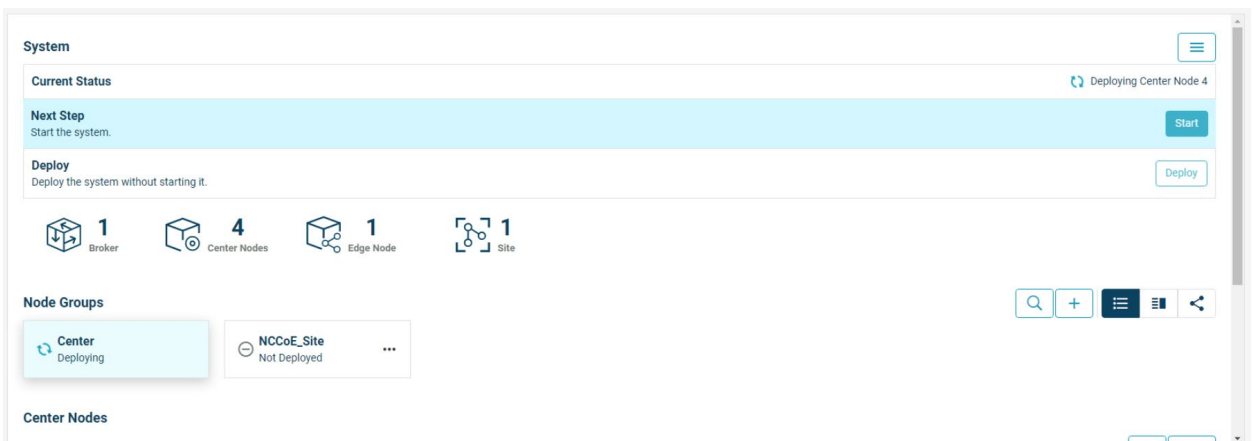 System
Current Status
Deploying Center Node 4
Next Step
Start the system.
Start
Deploy
Deploy the system without starting it.
Deploy
1
Broker
4
Center Nodes
1
Edge Node
1
Site
Node Groups
Center
Deploying
NCCoE_Site
Not Deployed
Center Nodes